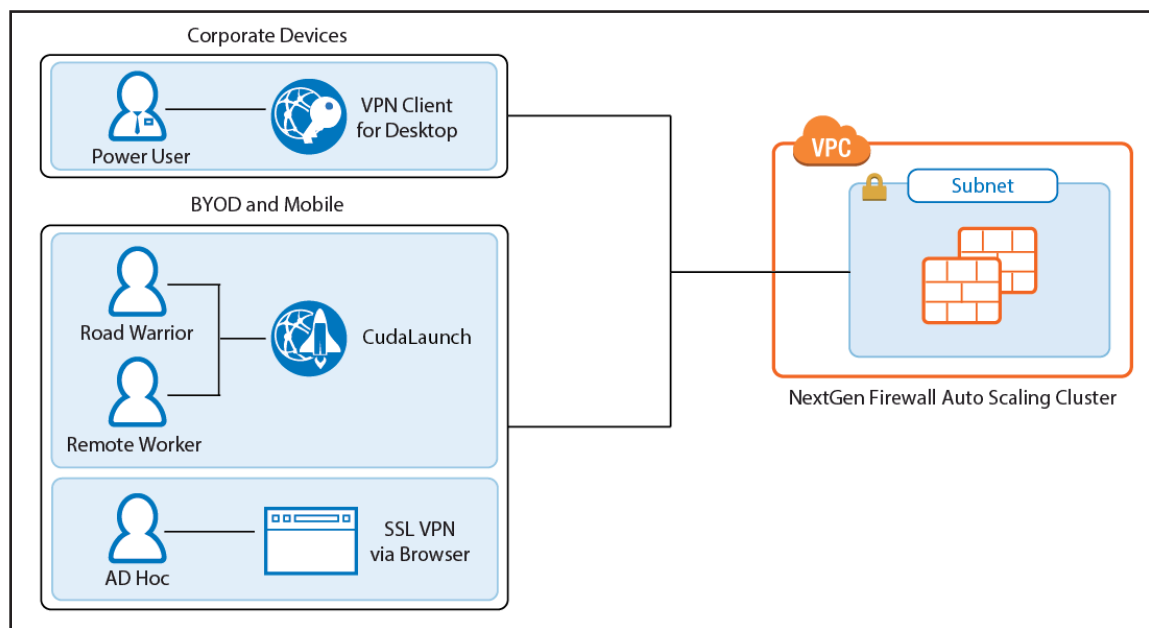 Corporate Devices
Power User
VPN Client
for Desktop
BYOD and Mobile
Road Warrior
Remote Worker
CudaLaunch
AD Hoc
SSL VPN
via Browser
VPC
Subnet
NextGen Firewall Auto Scaling Cluster